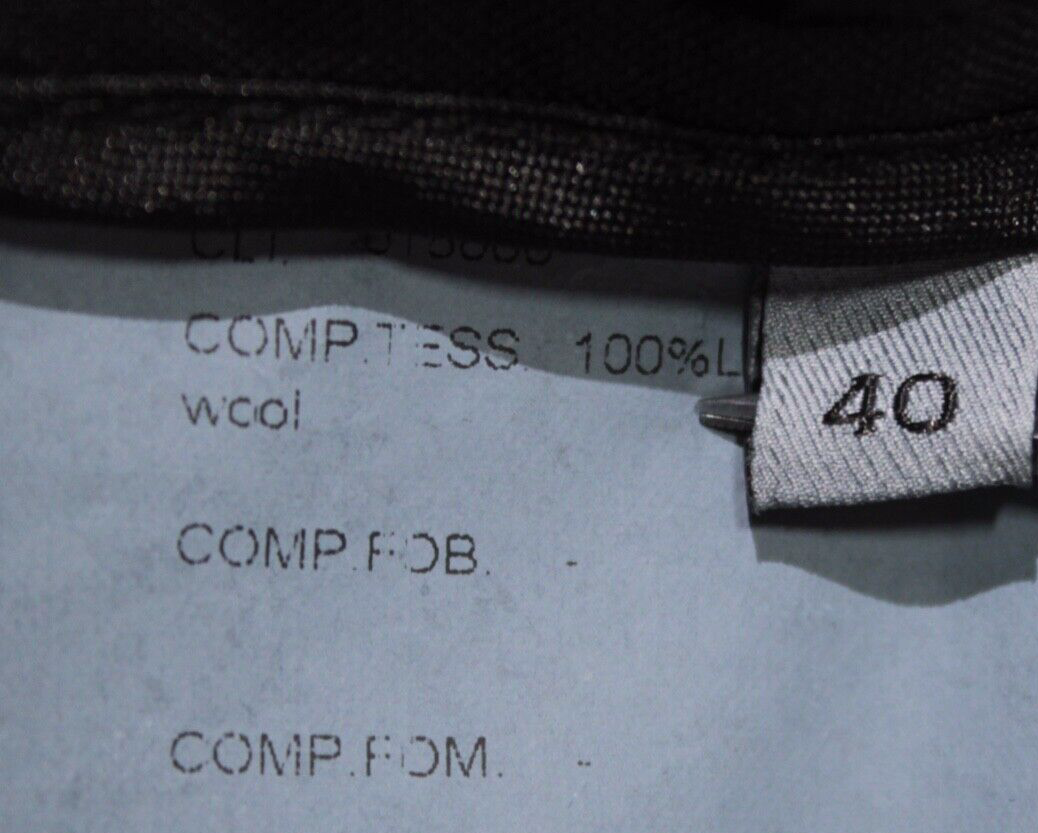 COMP.TESS. 100%L
wool
40
COMP.FOB. -
COMP.FOM. -